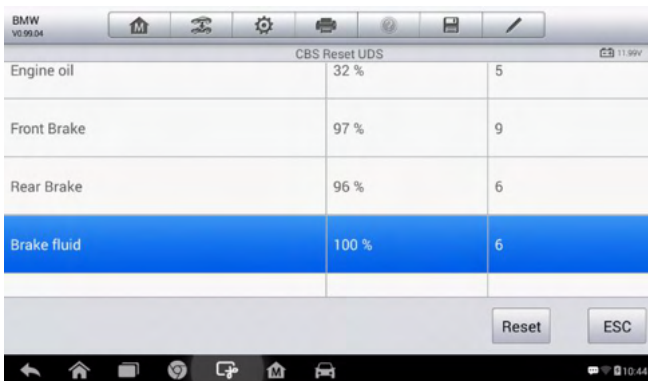 BMW
V0.99.04
CBS Reset UDS
11.99V
Engine oil 32 % 5
Front Brake 97 % 9
Rear Brake 96 % 6
Brake fluid 100 % 6
Reset ESC
10:44